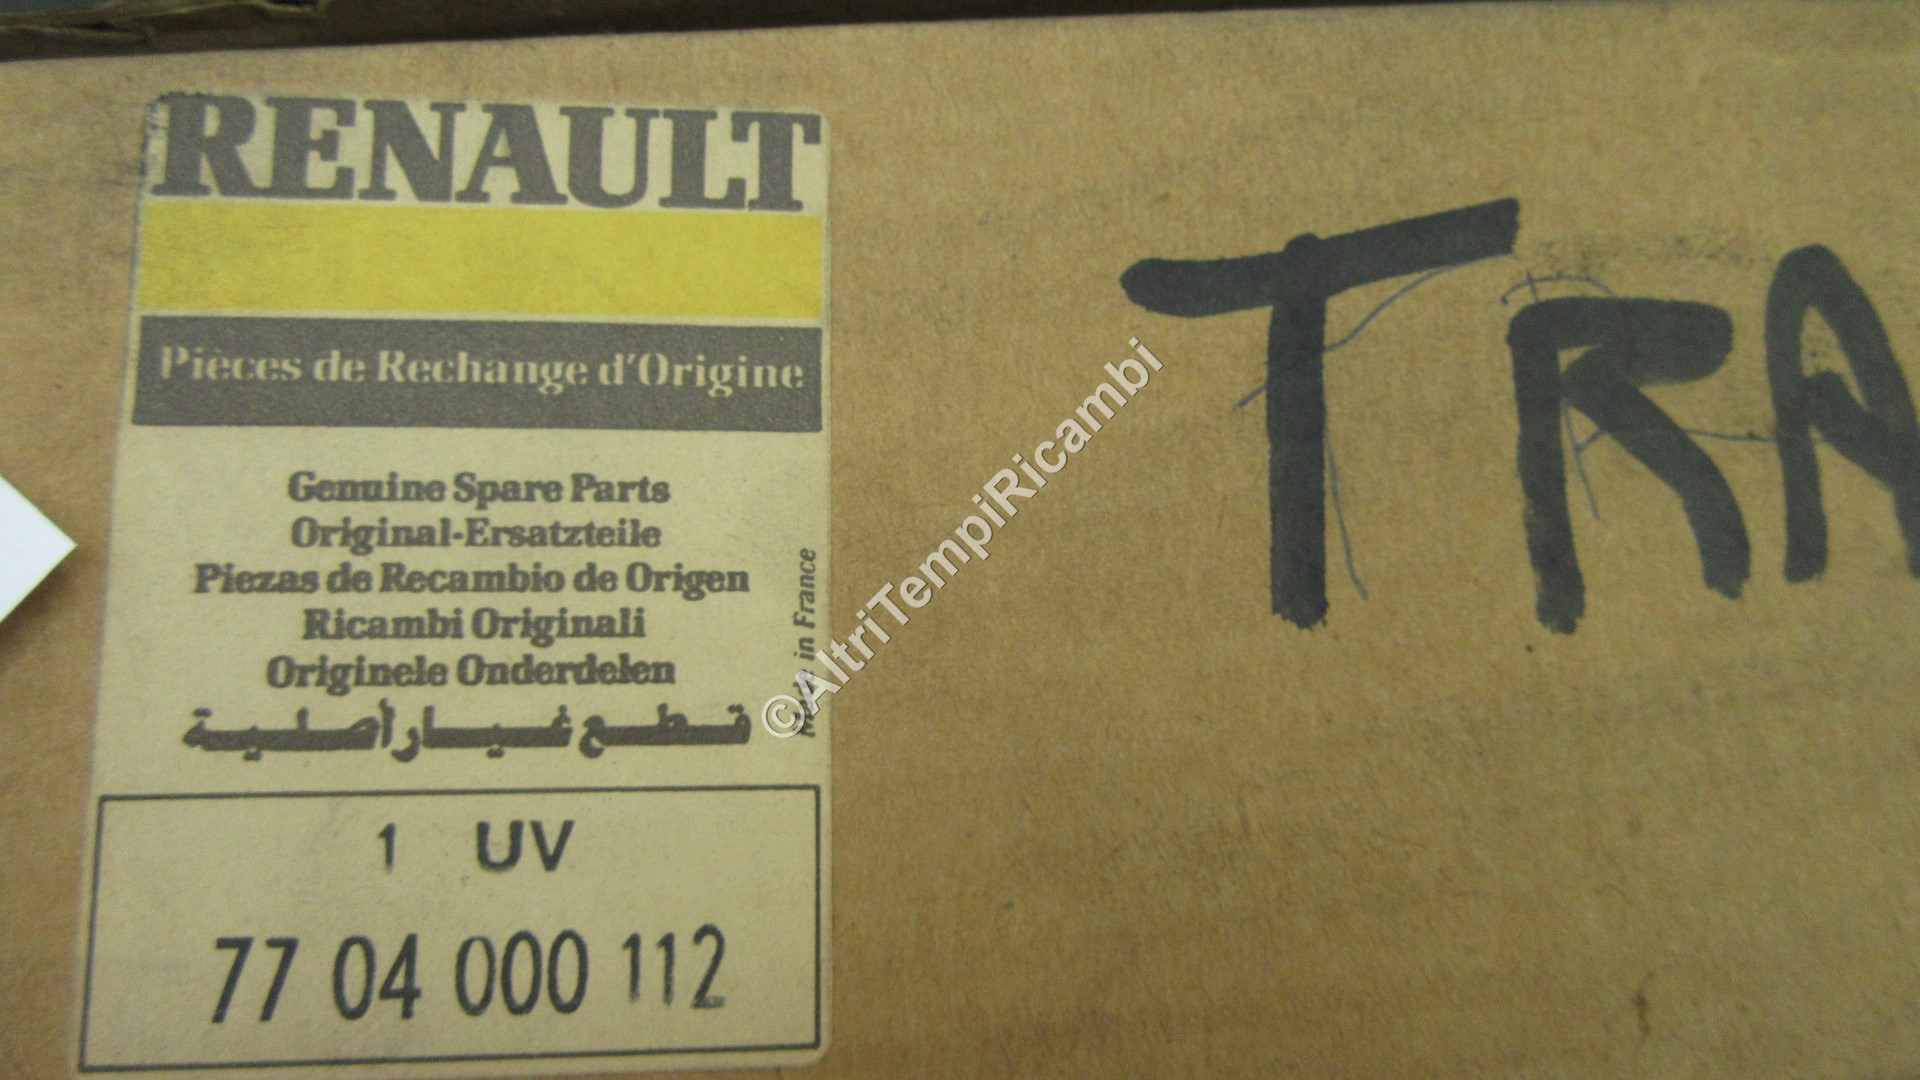 RENAULT
Pièces de Rechange d'Origine
Genuine Spare Parts
Original-Ersatzteile
Piezas de Recambio de Origen
Ricambi Originali
Originele Onderdelen
قطع غيار أصلية
Made in France
1 UV
77 04 000 112
TRA
©AltriTempiRicambi